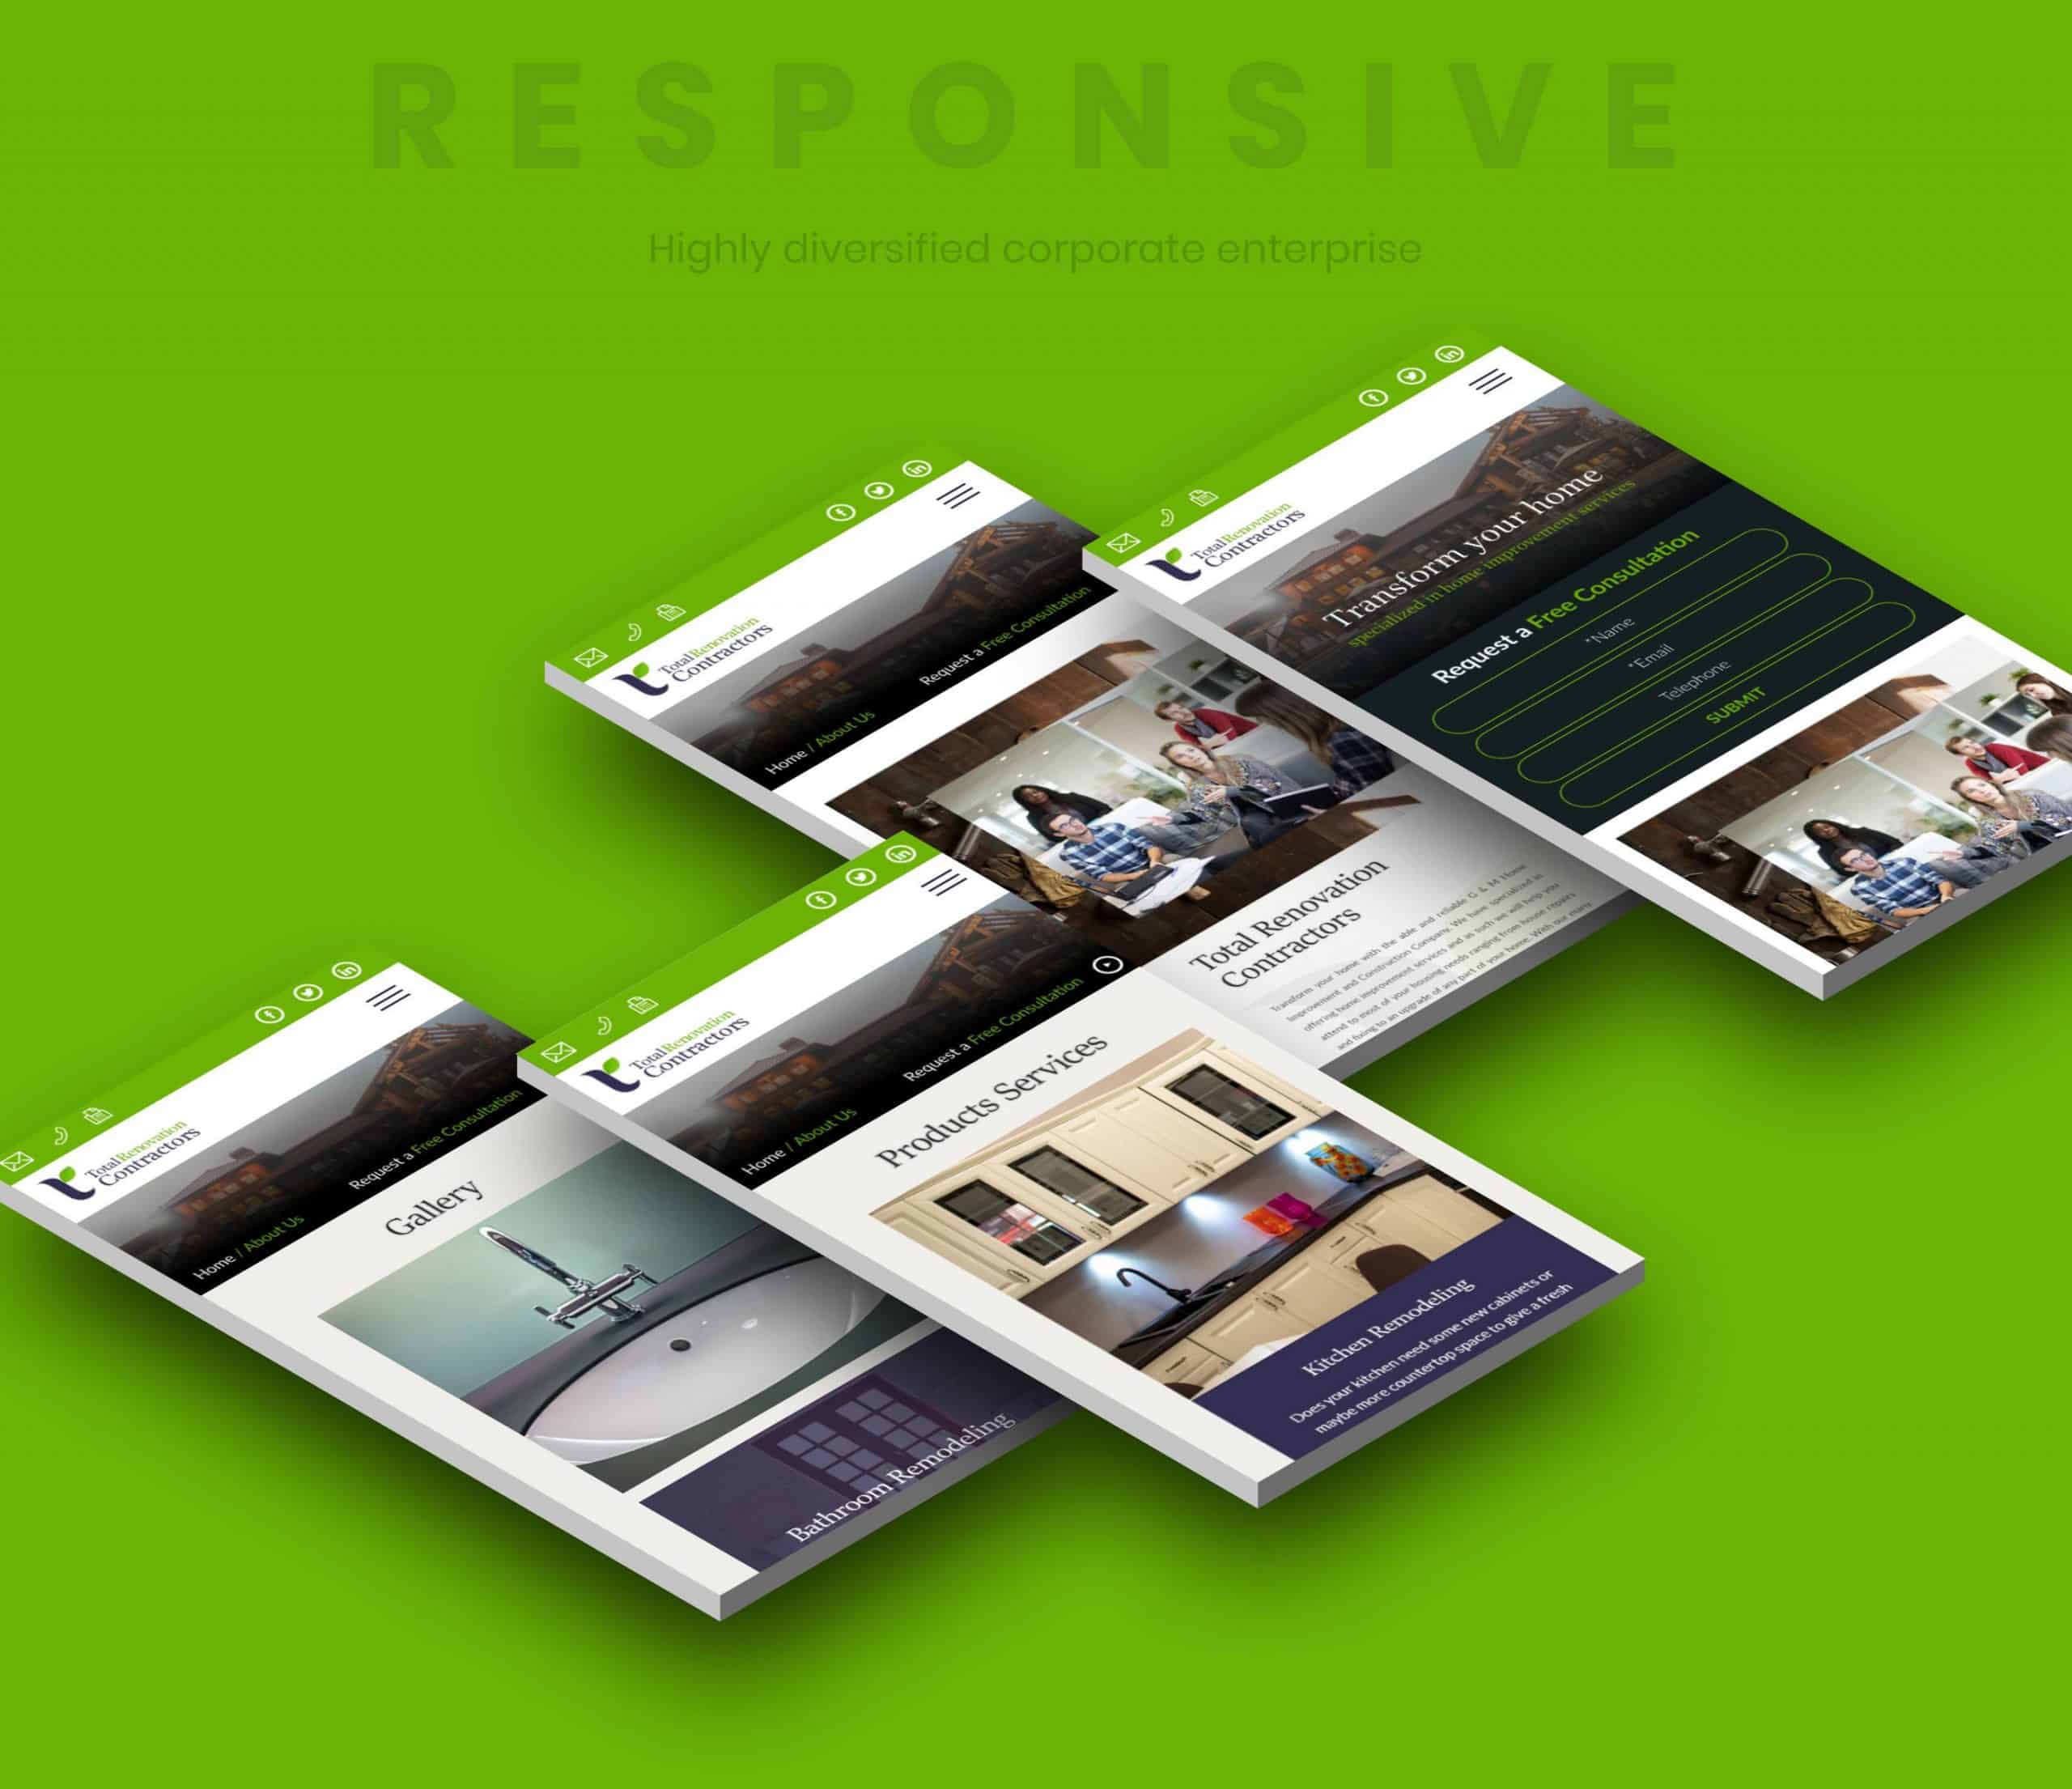 RESPONSIVE
Highly diversified corporate enterprise
Total Renovation
Contractors
Transform your home
specialized in home improvement services
Request a Free Consultation
*Name
*Email
Telephone
SUBMIT
Total Renovation
Contractors
Request a Free Consultation
Home / About Us
Total Renovation
Contractors
Transform your home with the able and reliable G & M Home
Improvement and Construction Company. We have specialized in
offering home improvement services and as such we will help you
attend to most of your housing needs ranging from house repairs
and fixing to an upgrade of any part of your home. With our many
Total Renovation
Contractors
Request a Free Consultation
Home / About Us
Products Services
Kitchen Remodeling
Does your kitchen need some new cabinets or
maybe more countertop space to give a fresh
Total Renovation
Contractors
Request a Free Consultation
Home / About Us
Gallery
Bathroom Remodeling